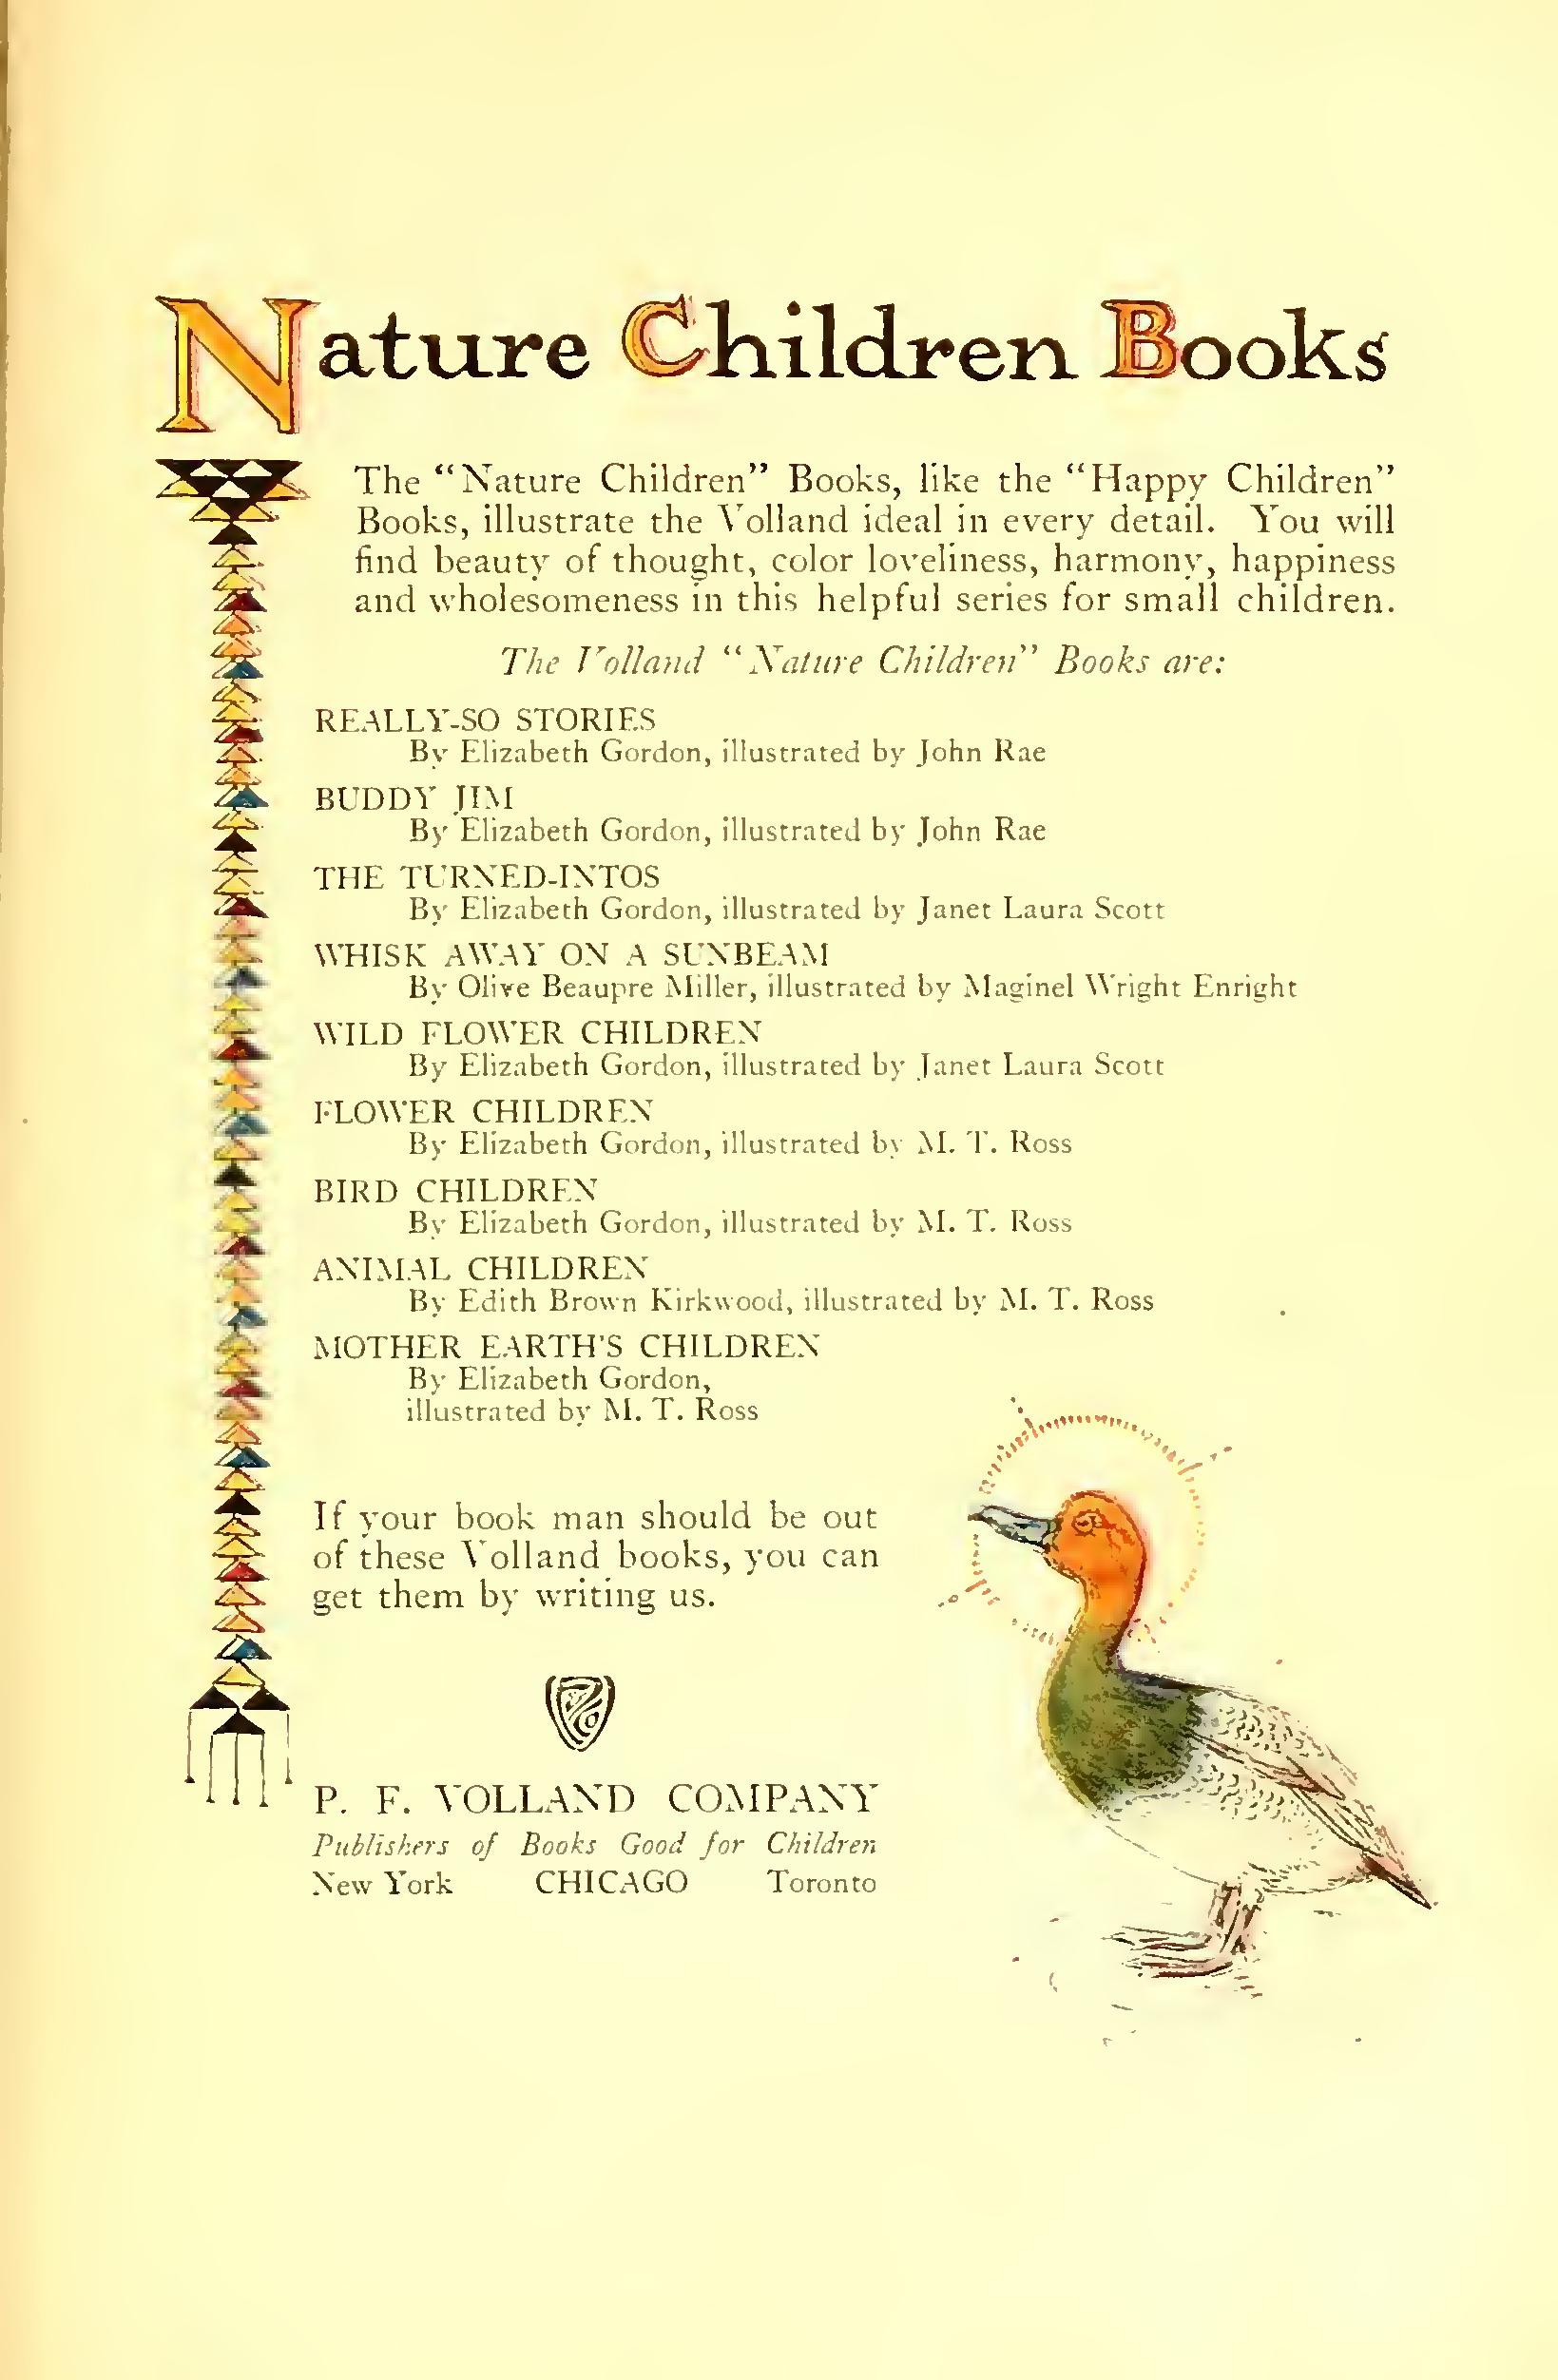 Nature Children Books
The “Nature Children” Books, like the “Happy Children”
Books, illustrate the Volland ideal in every detail. You will
find beauty of thought, color loveliness, harmony, happiness
and wholesomeness in this helpful series for small children.
The Volland “Nature Children” Books are:
REALLY-SO STORIES
By Elizabeth Gordon, illustrated by John Rae
BUDDY JIM
By Elizabeth Gordon, illustrated by John Rae
THE TURNED-INTOS
By Elizabeth Gordon, illustrated by Janet Laura Scott
WHISK AWAY ON A SUNBEAM
By Olive Beaupre Miller, illustrated by Maginel Wright Enright
WILD FLOWER CHILDREN
By Elizabeth Gordon, illustrated by Janet Laura Scott
FLOWER CHILDREN
By Elizabeth Gordon, illustrated by M. T. Ross
BIRD CHILDREN
By Elizabeth Gordon, illustrated by M. T. Ross
ANIMAL CHILDREN
By Edith Brown Kirkwood, illustrated by M. T. Ross
MOTHER EARTH'S CHILDREN
By Elizabeth Gordon,
illustrated by M. T. Ross
If your book man should be out
of these Volland books, you can
get them by writing us.
P. F. VOLLAND COMPANY
Publishers of Books Good for Children
New York CHICAGO Toronto